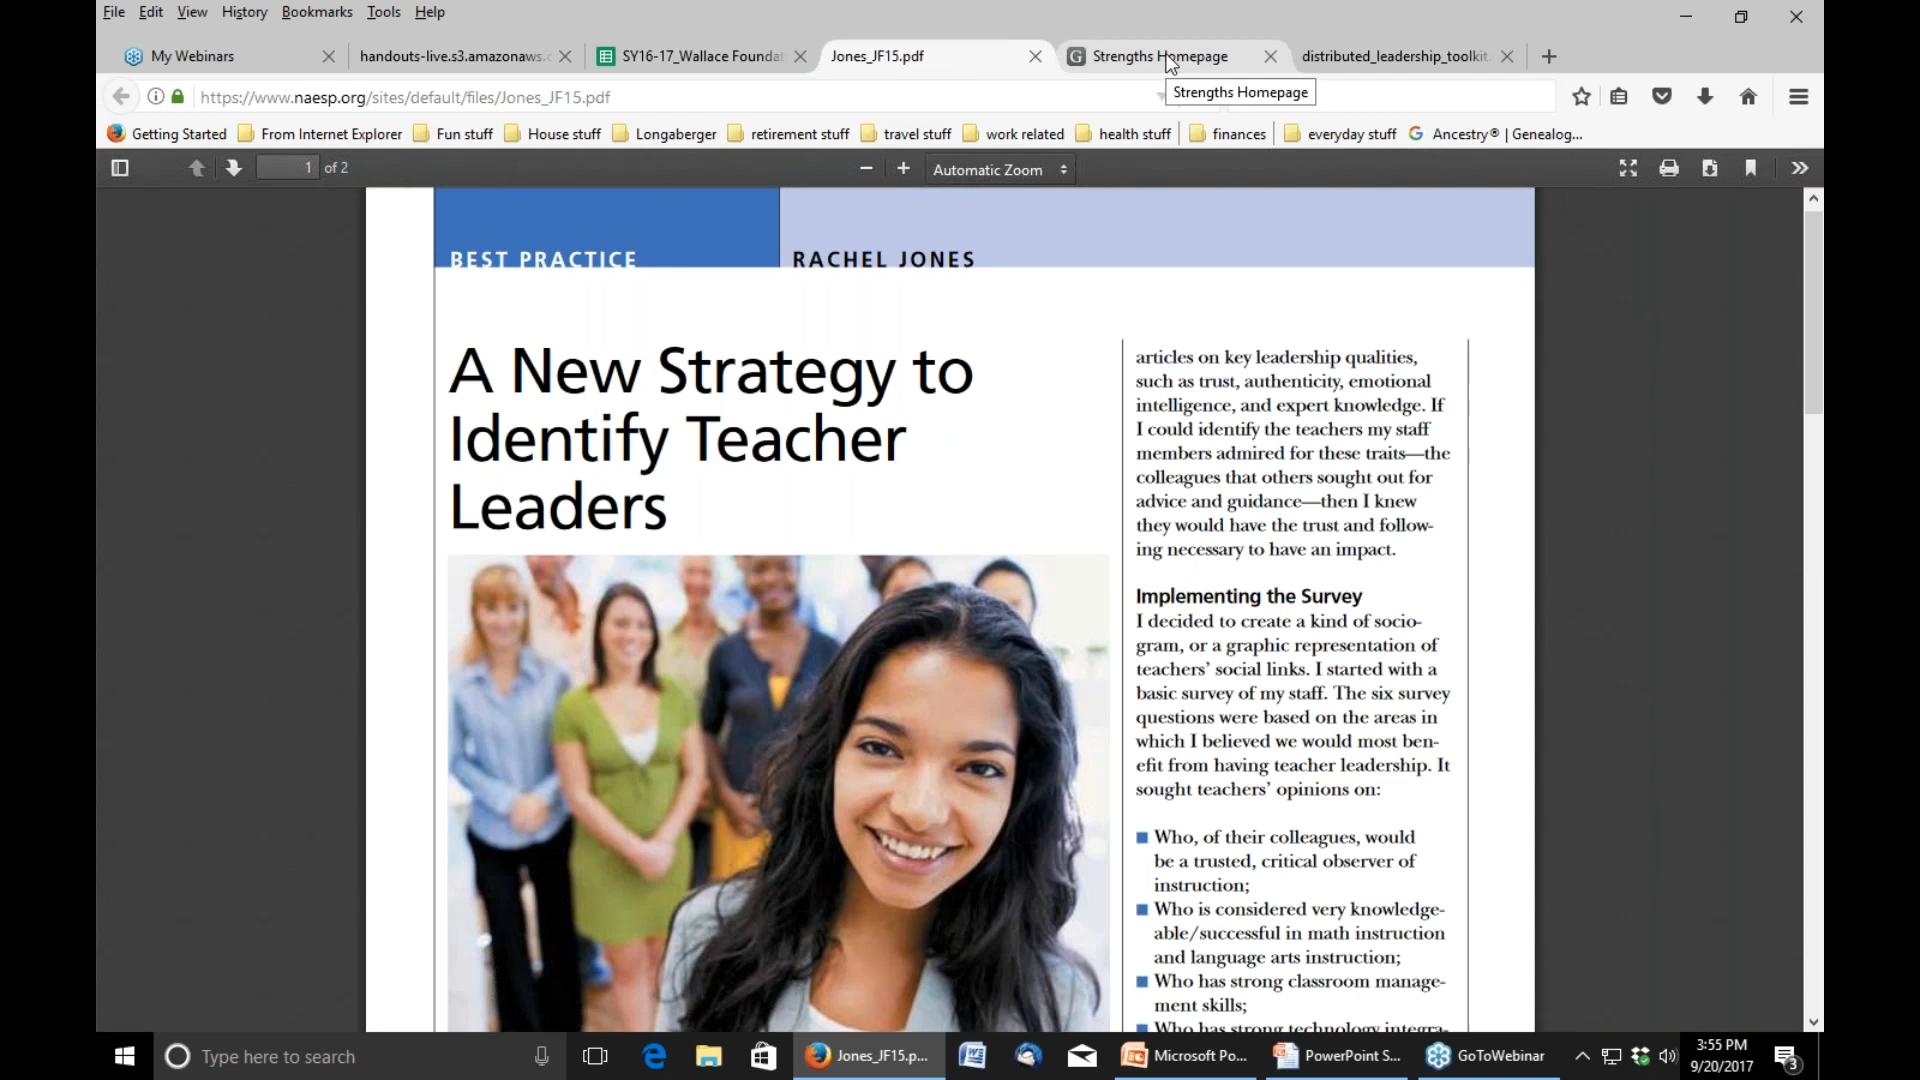 File Edit View History Bookmarks Tools Help
My Webinars
handouts-live.s3.amazonaws.c
SY16-17_Wallace Foundat
Jones_JF15.pdf
Strengths Homepage
distributed_leadership_toolkit.
https://www.naesp.org/sites/default/files/Jones_JF15.pdf
Strengths Homepage
Getting Started From Internet Explorer Fun stuff House stuff Longaberger retirement stuff travel stuff work related health stuff finances everyday stuff Ancestry® | Genealog...
1 of 2
Automatic Zoom
BEST PRACTICE
RACHEL JONES
A New Strategy to
Identify Teacher
Leaders
articles on key leadership qualities,
such as trust, authenticity, emotional
intelligence, and expert knowledge. If
I could identify the teachers my staff
members admired for these traits—the
colleagues that others sought out for
advice and guidance—then I knew
they would have the trust and follow-
ing necessary to have an impact.
Implementing the Survey
I decided to create a kind of socio-
gram, or a graphic representation of
teachers' social links. I started with a
basic survey of my staff. The six survey
questions were based on the areas in
which I believed we would most ben-
efit from having teacher leadership. It
sought teachers' opinions on:
■ Who, of their colleagues, would
be a trusted, critical observer of
instruction;
■ Who is considered very knowledge-
able/successful in math instruction
and language arts instruction;
■ Who has strong classroom manage-
ment skills;
■ Who has strong technology integra-
Type here to search
Jones_JF15.p...
Microsoft Po...
PowerPoint S...
GoToWebinar
3:55 PM
9/20/2017
3